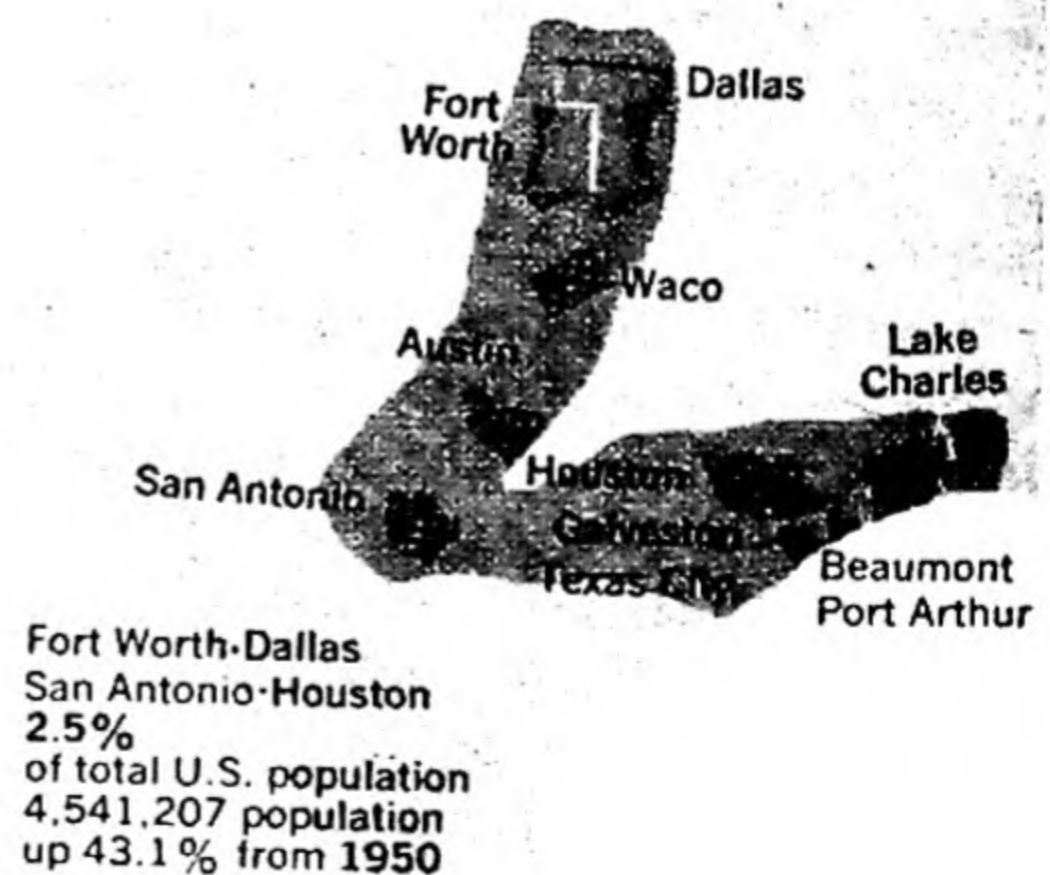 Dallas
Fort
Worth
Waco
Austin
Lake
Charles
San Antonio
Houston
Galveston
Texas City
Beaumont
Port Arthur
Fort Worth·Dallas
San Antonio·Houston
2.5%
of total U.S. population
4,541,207 population
up 43.1% from 1950